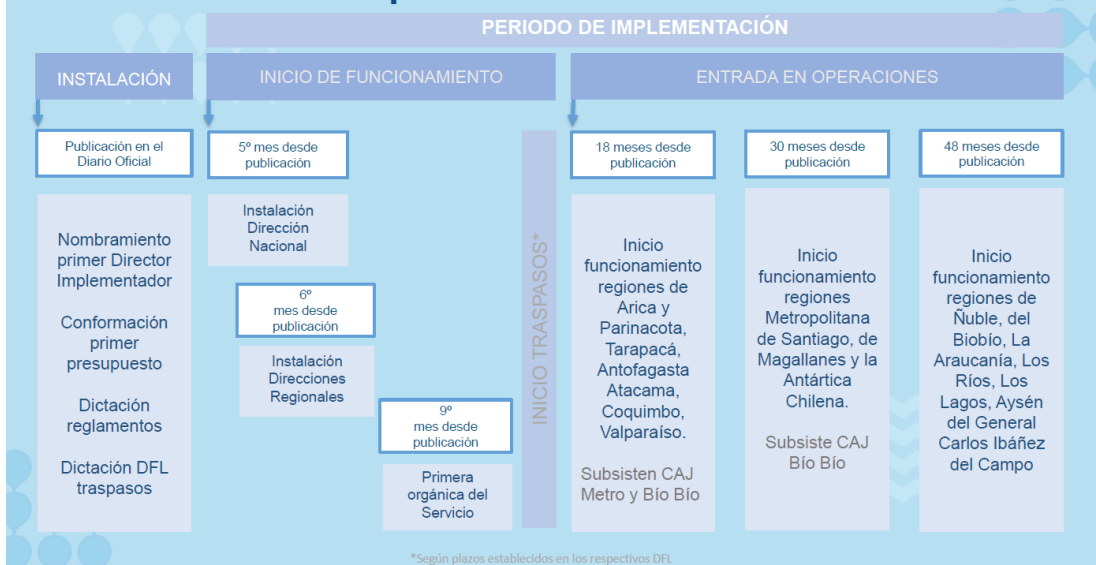 PERIODO DE IMPLEMENTACIÓN
INSTALACIÓN
INICIO DE FUNCIONAMIENTO
ENTRADA EN OPERACIONES
Publicación en el
Diario Oficial
5º mes desde
publicación
18 meses desde
publicación
30 meses desde
publicación
48 meses desde
publicación
Nombramiento
primer Director
Implementador
Conformación
primer
presupuesto
Dictación
reglamentos
Dictación DFL
traspasos
Instalación
Dirección
Nacional
6º
mes desde
publicación
Instalación
Direcciones
Regionales
9º
mes desde
publicación
Primera
orgánica del
Servicio
INICIO TRASPASOS*
Inicio
funcionamiento
regiones de
Arica y
Parinacota,
Tarapacá,
Antofagasta
Atacama,
Coquimbo,
Valparaíso.
Subsisten CAJ
Metro y Bío Bío
Inicio
funcionamiento
regiones
Metropolitana
de Santiago, de
Magallanes y la
Antártica
Chilena.
Subsiste CAJ
Bío Bío
Inicio
funcionamiento
regiones de
Ñuble, del
Biobío, La
Araucanía, Los
Ríos, Los
Lagos, Aysén
del General
Carlos Ibáñez
del Campo
*Según plazos establecidos en los respectivos DFL